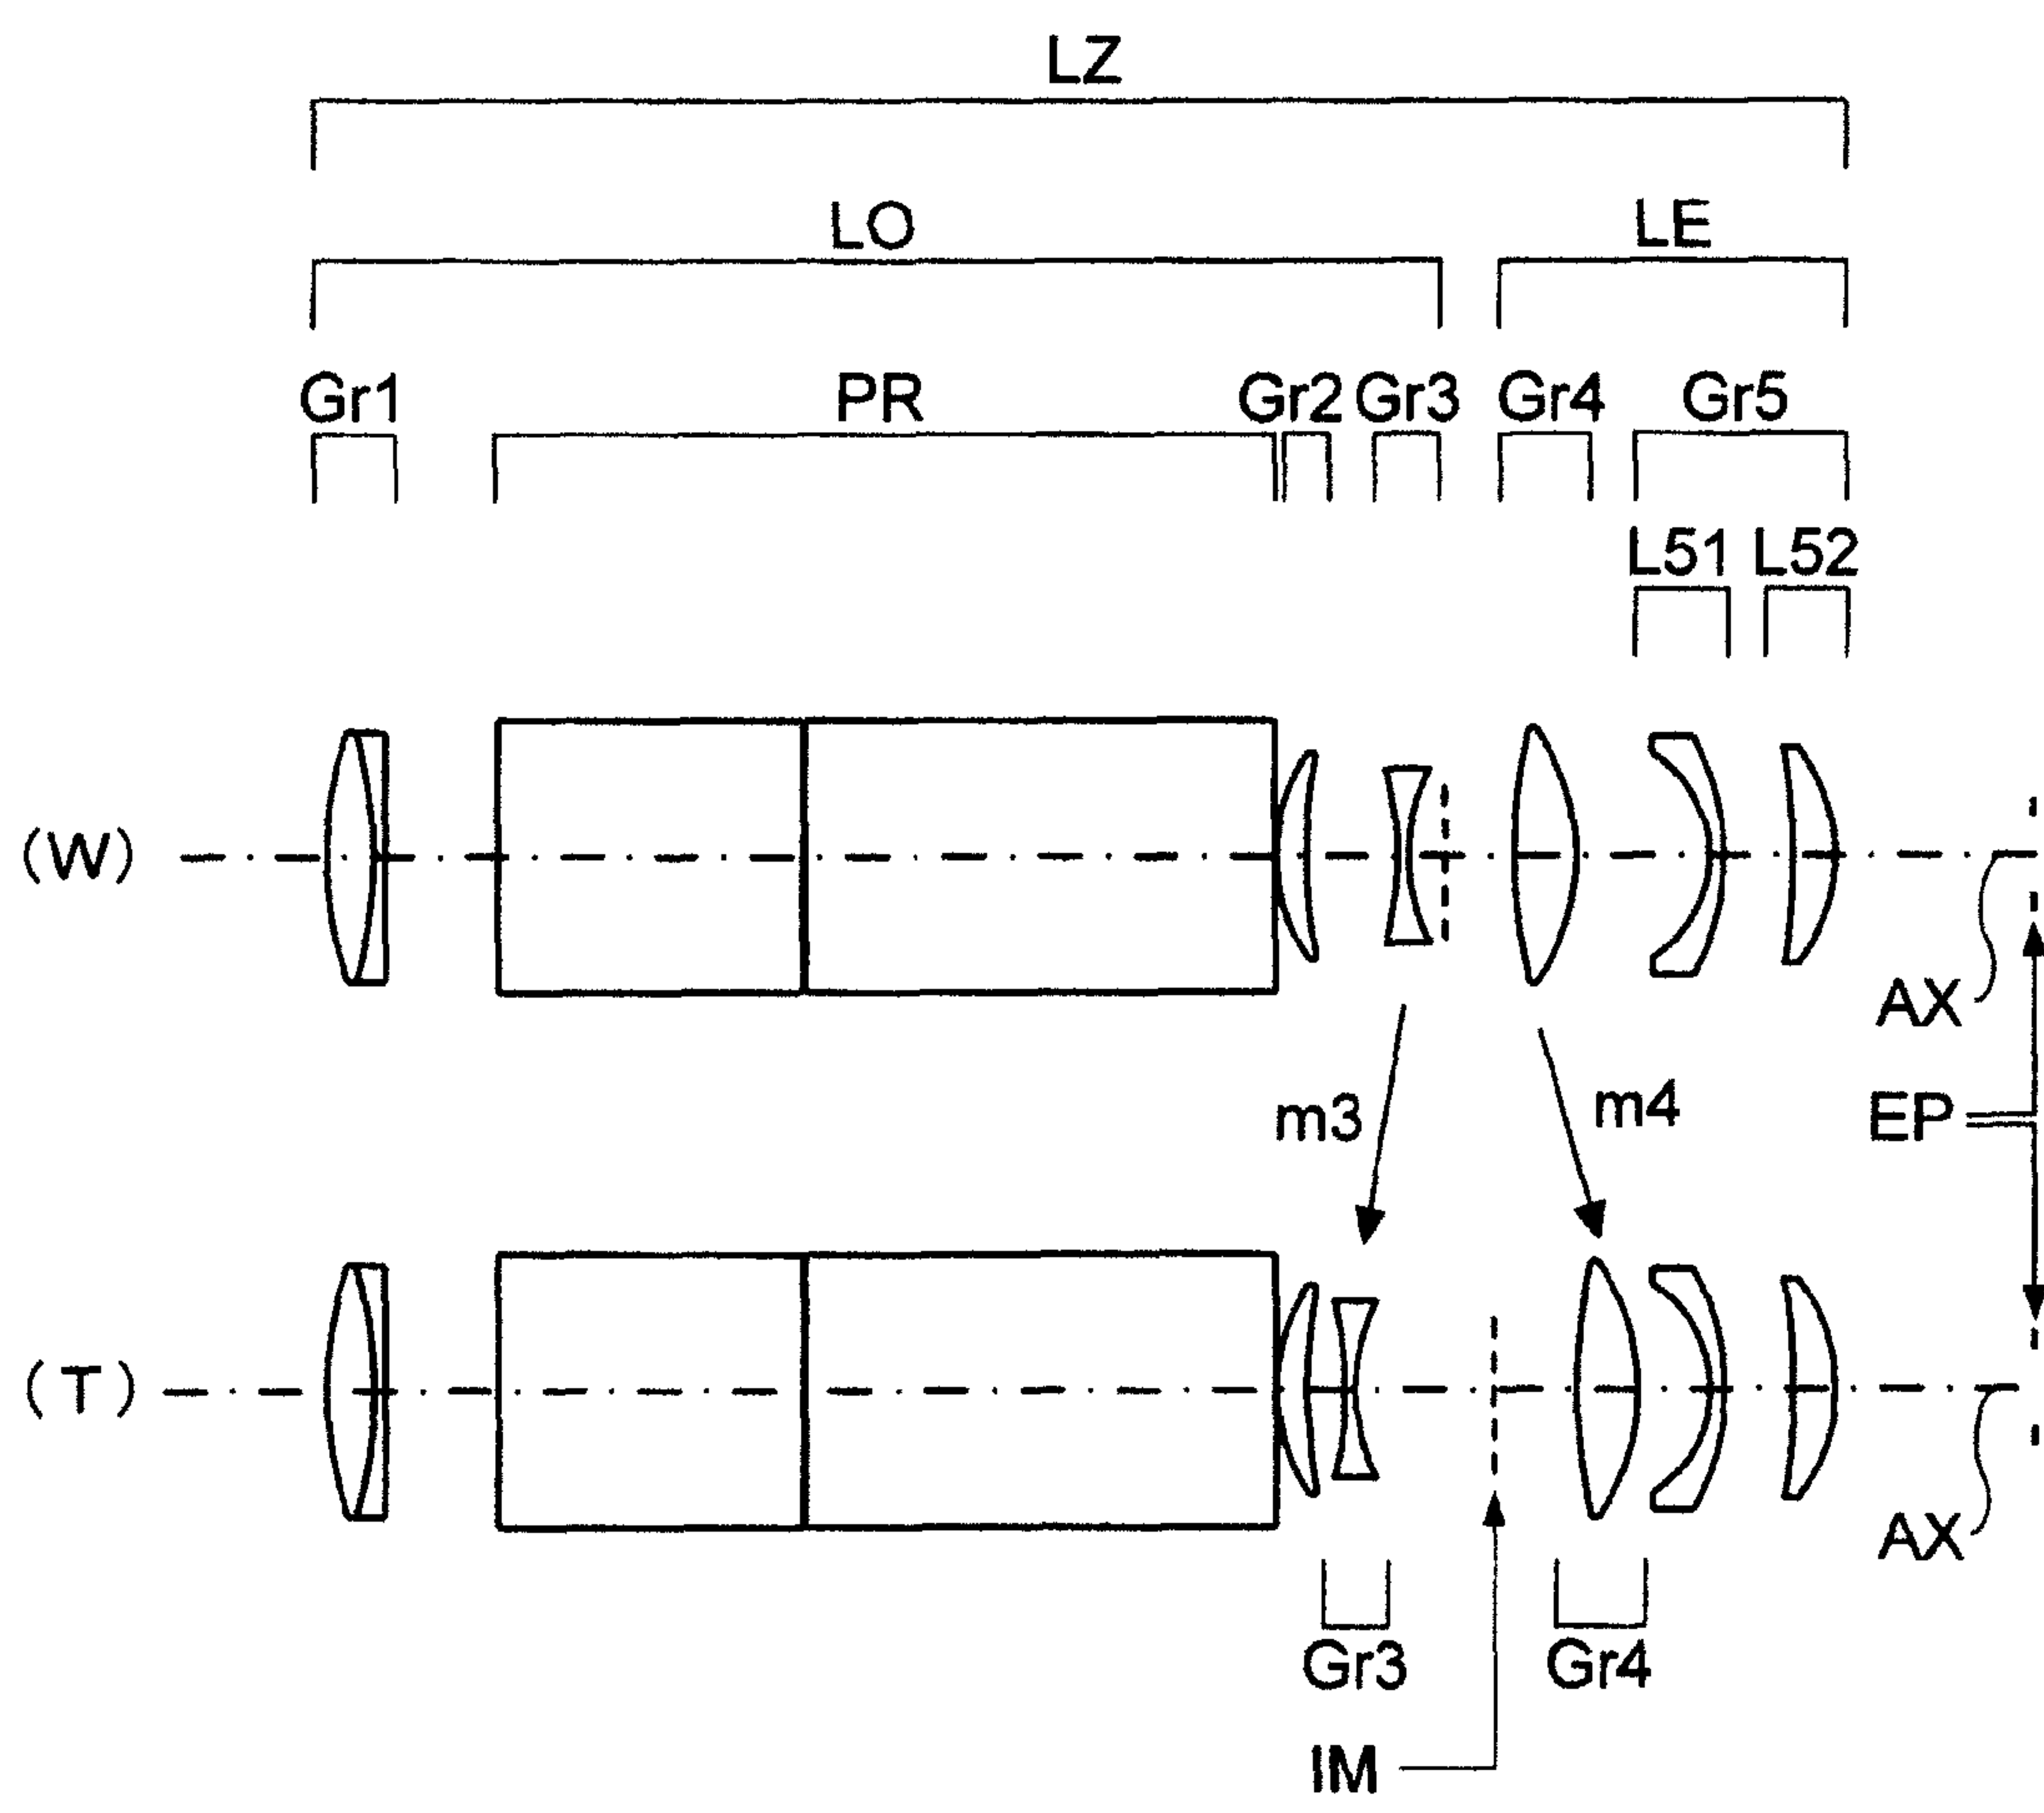 LZ
LO LE
Gr1 PR Gr2 Gr3 Gr4 Gr5
L51 L52
(W)
AX
m3 m4
EP
(T)
AX
Gr3 Gr4
IM